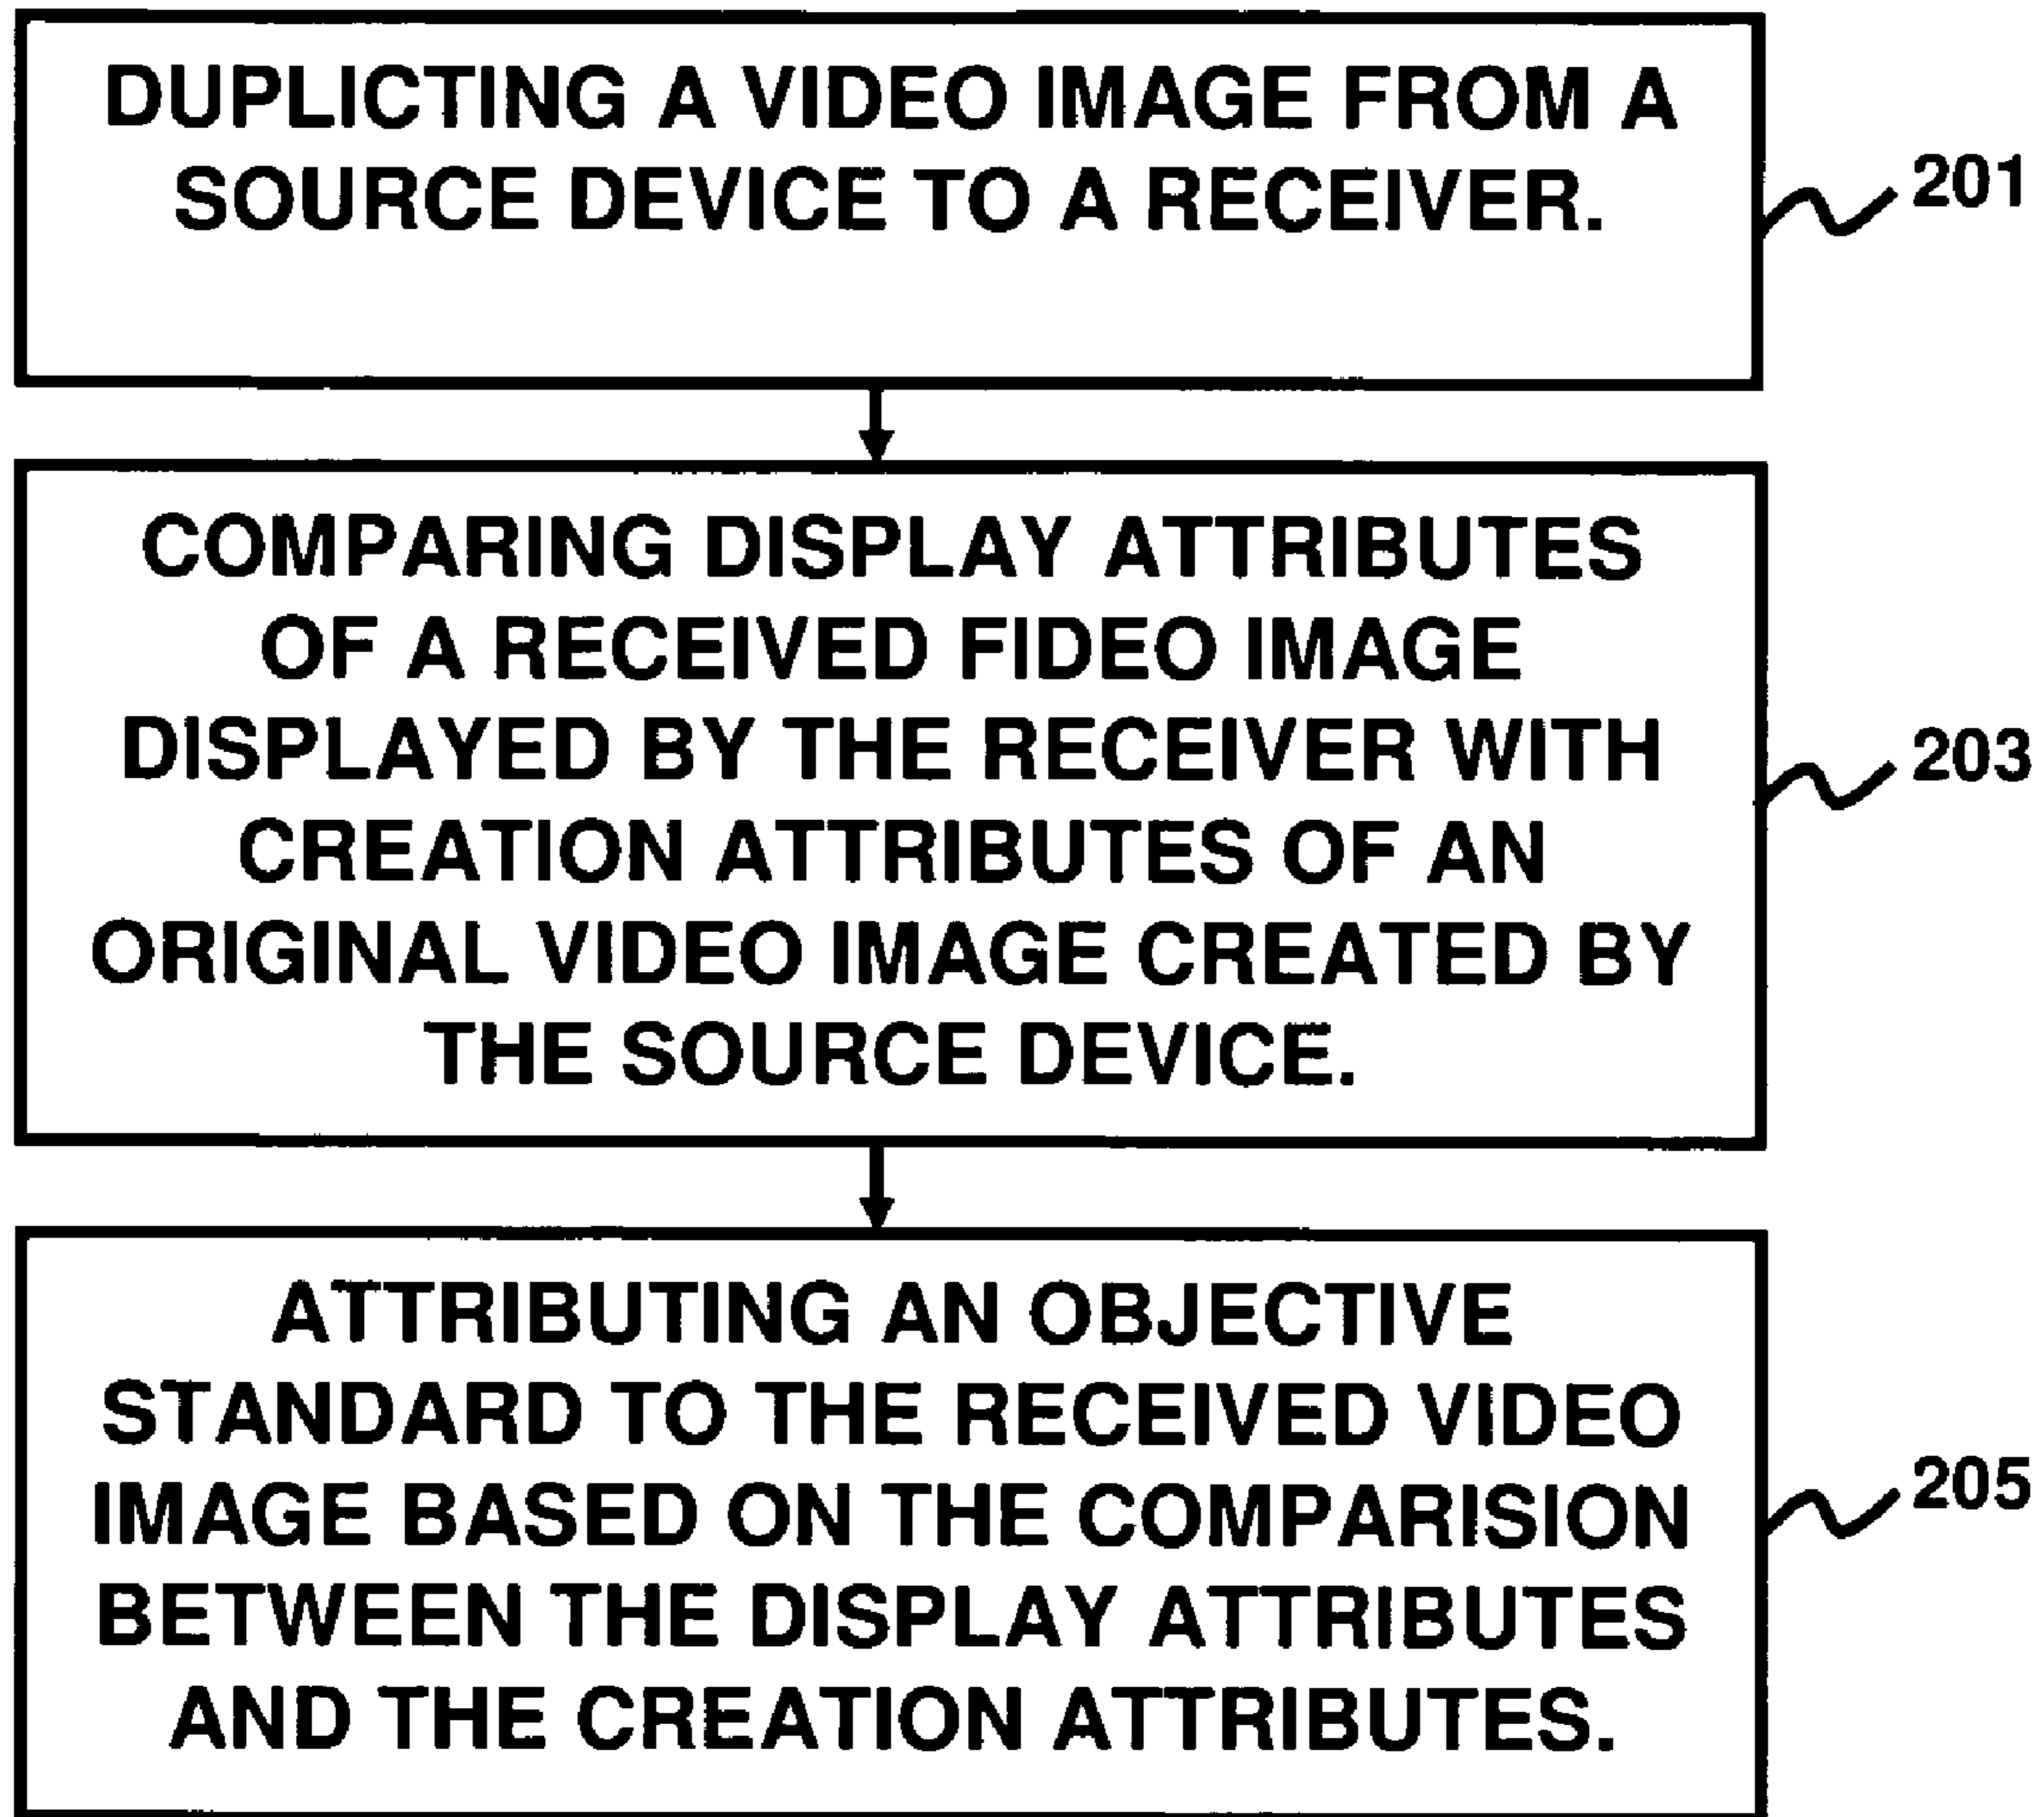 DUPLICTING A VIDEO IMAGE FROM A
SOURCE DEVICE TO A RECEIVER.
201
COMPARING DISPLAY ATTRIBUTES
OF A RECEIVED FIDEO IMAGE
DISPLAYED BY THE RECEIVER WITH
CREATION ATTRIBUTES OF AN
ORIGINAL VIDEO IMAGE CREATED BY
THE SOURCE DEVICE.
203
ATTRIBUTING AN OBJECTIVE
STANDARD TO THE RECEIVED VIDEO
IMAGE BASED ON THE COMPARISION
BETWEEN THE DISPLAY ATTRIBUTES
AND THE CREATION ATTRIBUTES.
205